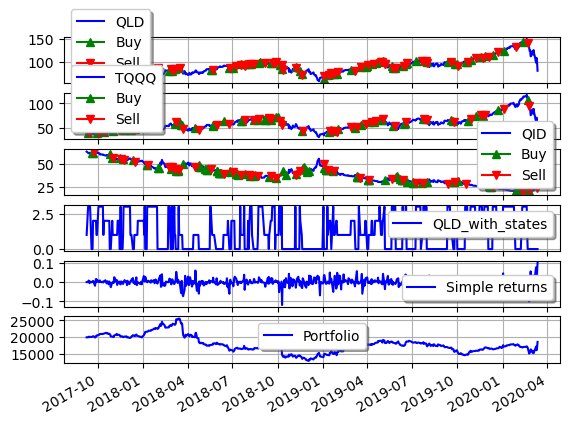 QLD
Buy
Sell
150
100
TQQQ
Buy
Sell
100
50
QID
Buy
Sell
50
25
QLD_with_states
2.5
0.0
Simple returns
0.1
0.0
−0.1
Portfolio
25000
20000
15000
2017-10 2018-01 2018-04 2018-07 2018-10 2019-01 2019-04 2019-07 2019-10 2020-01 2020-04